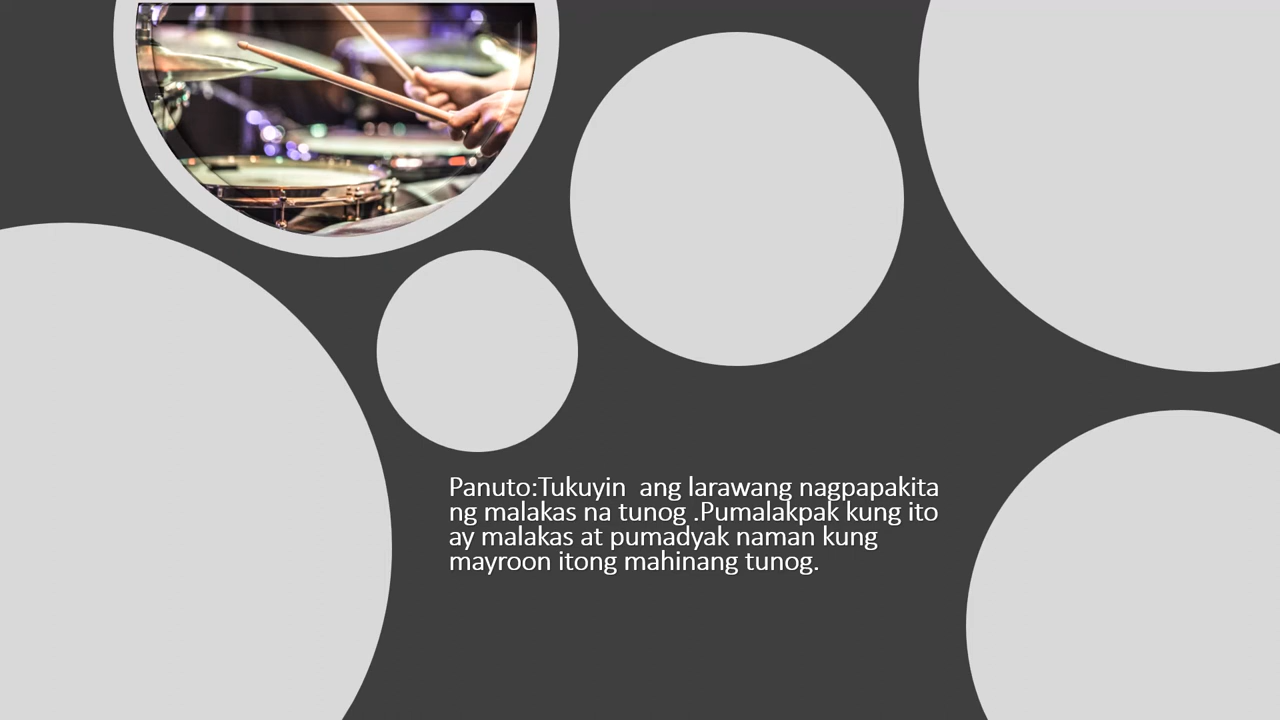 Panuto:Tukuyin  ang larawang nagpapakita
ng malakas na tunog .Pumalakpak kung ito
ay malakas at pumadyak naman kung
mayroon itong mahinang tunog.